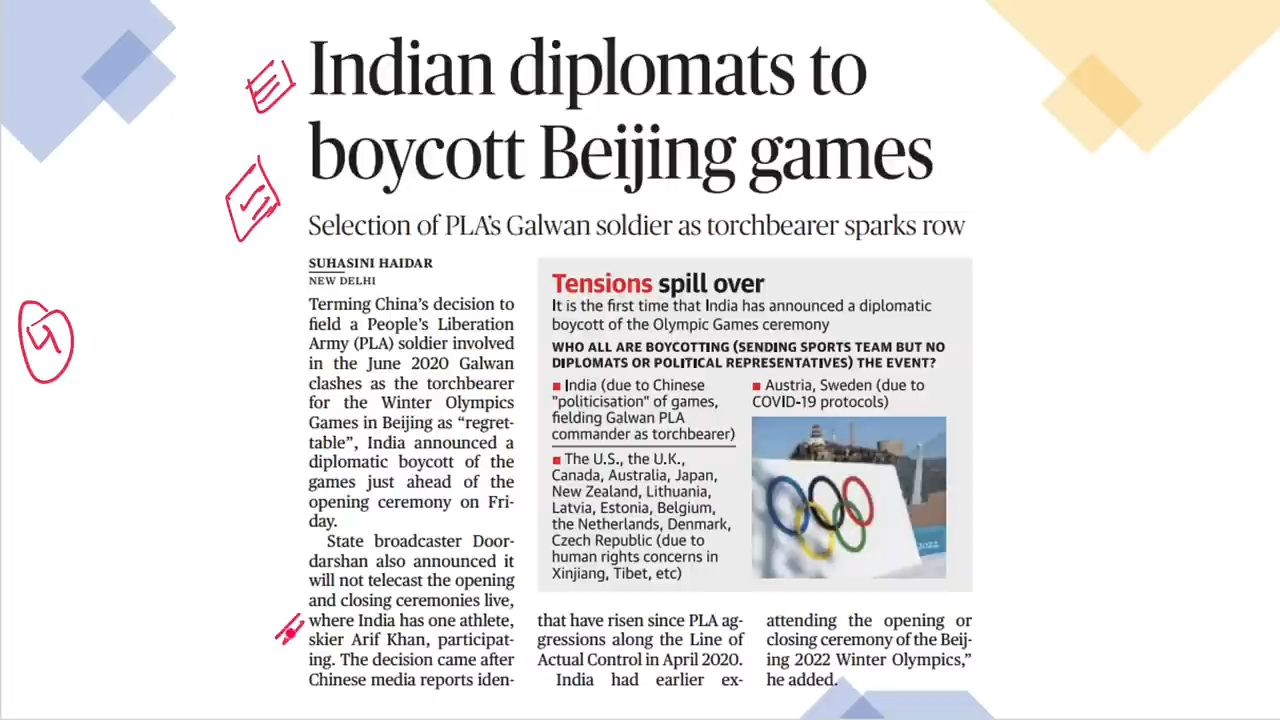 Indian diplomats to
boycott Beijing games
Selection of PLA's Galwan soldier as torchbearer sparks row
SUHASINI HAIDAR
NEW DELHI
Terming China's decision to
field a People's Liberation
Army (PLA) soldier involved
in the June 2020 Galwan
clashes as the torchbearer
for the Winter Olympics
Games in Beijing as “regret-
table”, India announced a
diplomatic boycott of the
games just ahead of the
opening ceremony on Fri-
day.
State broadcaster Door-
darshan also announced it
will not telecast the opening
and closing ceremonies live,
where India has one athlete,
skier Arif Khan, participat-
ing. The decision came after
Chinese media reports iden-
Tensions spill over
It is the first time that India has announced a diplomatic
boycott of the Olympic Games ceremony
WHO ALL ARE BOYCOTTING (SENDING SPORTS TEAM BUT NO
DIPLOMATS OR POLITICAL REPRESENTATIVES) THE EVENT?
■ India (due to Chinese
"politicisation" of games,
fielding Galwan PLA
commander as torchbearer)
■ The U.S., the U.K.,
Canada, Australia, Japan,
New Zealand, Lithuania,
Latvia, Estonia, Belgium,
the Netherlands, Denmark,
Czech Republic (due to
human rights concerns in
Xinjiang, Tibet, etc)
■ Austria, Sweden (due to
COVID-19 protocols)
2022
that have risen since PLA ag-
gressions along the Line of
Actual Control in April 2020.
India had earlier ex-
attending the opening or
closing ceremony of the Beij-
ing 2022 Winter Olympics,”
he added.